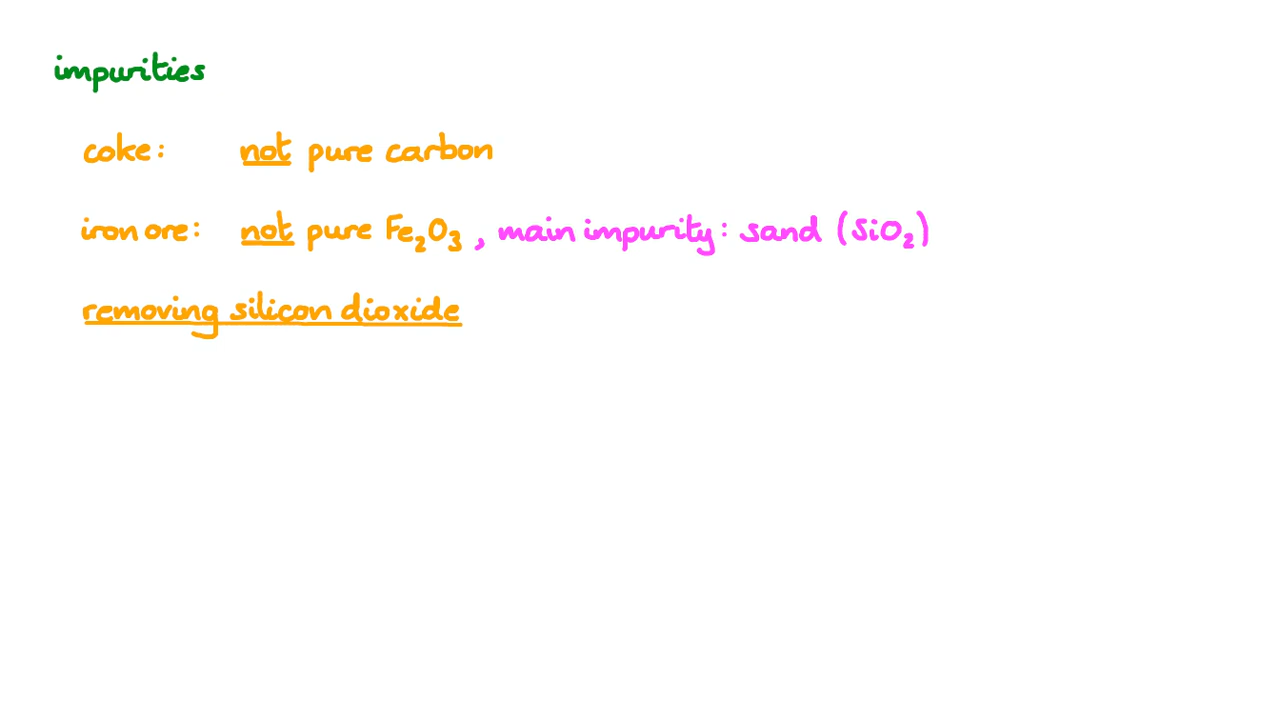 impurities
coke: not pure carbon
iron ore: not pure Fe₂O₃, main impurity: sand (SiO₂)
removing silicon dioxide